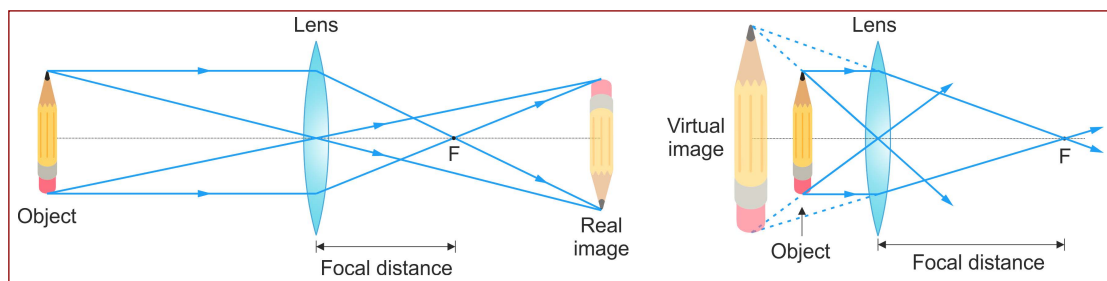 Lens
F
Object
Real
image
Focal distance
Lens
Virtual
image
F
Object
Focal distance